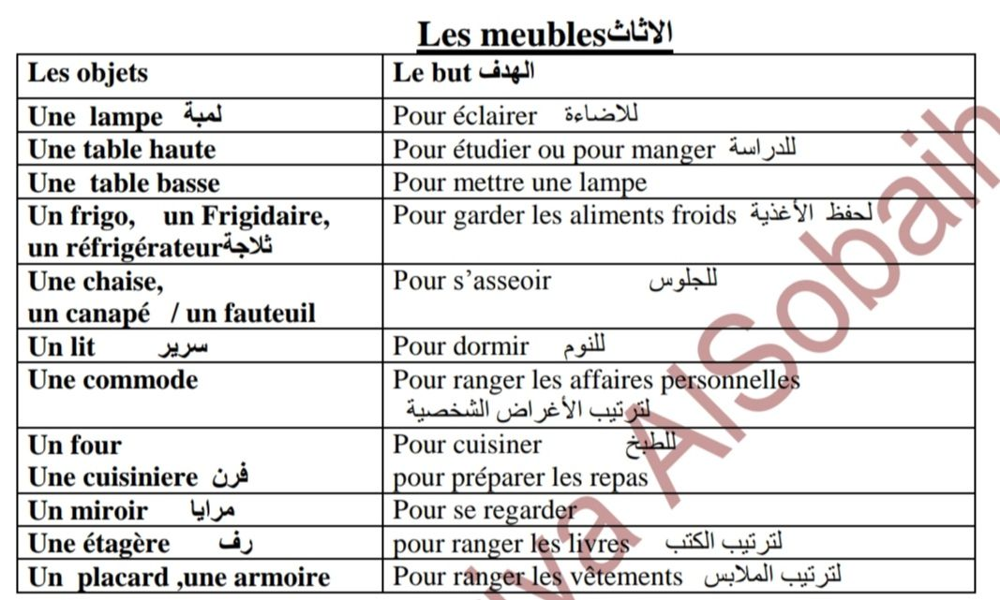 Les meubles الاثاث
Les objets	Le but الهدف
Une lampe لمبة	Pour éclairer للاضاءة
Une table haute	Pour étudier ou pour manger للدراسة
Une table basse	Pour mettre une lampe
Un frigo, un Frigidaire,	Pour garder les aliments froids لحفظ الأغذية
un réfrigérateur ثلاجة
Une chaise,	Pour s’asseoir للجلوس
un canapé / un fauteuil
Un lit سرير	Pour dormir للنوم
Une commode	Pour ranger les affaires personnelles
لترتيب الأغراض الشخصية
Un four	Pour cuisiner للطبخ
Une cuisiniere فرن	pour préparer les repas
Un miroir مرايا	Pour se regarder
Une étagère رف	pour ranger les livres لترتيب الكتب
Un placard ,une armoire	Pour ranger les vêtements لترتيب الملابس
AlSobaih